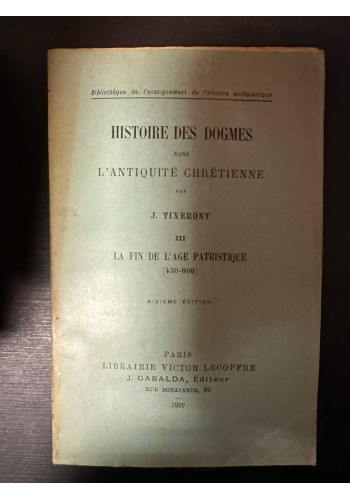 Bibliothèque de l'enseignement de l'histoire ecclésiastique
HISTOIRE DES DOGMES
DANS
L'ANTIQUITÉ CHRÉTIENNE
PAR
J. TIXERONT
III
LA FIN DE L'AGE PATRISTIQUE
(430-800)
SIXIÈME ÉDITION
PARIS
LIBRAIRIE VICTOR LECOFFRE
J. GABALDA, Éditeur
RUE BONAPARTE, 90
1922